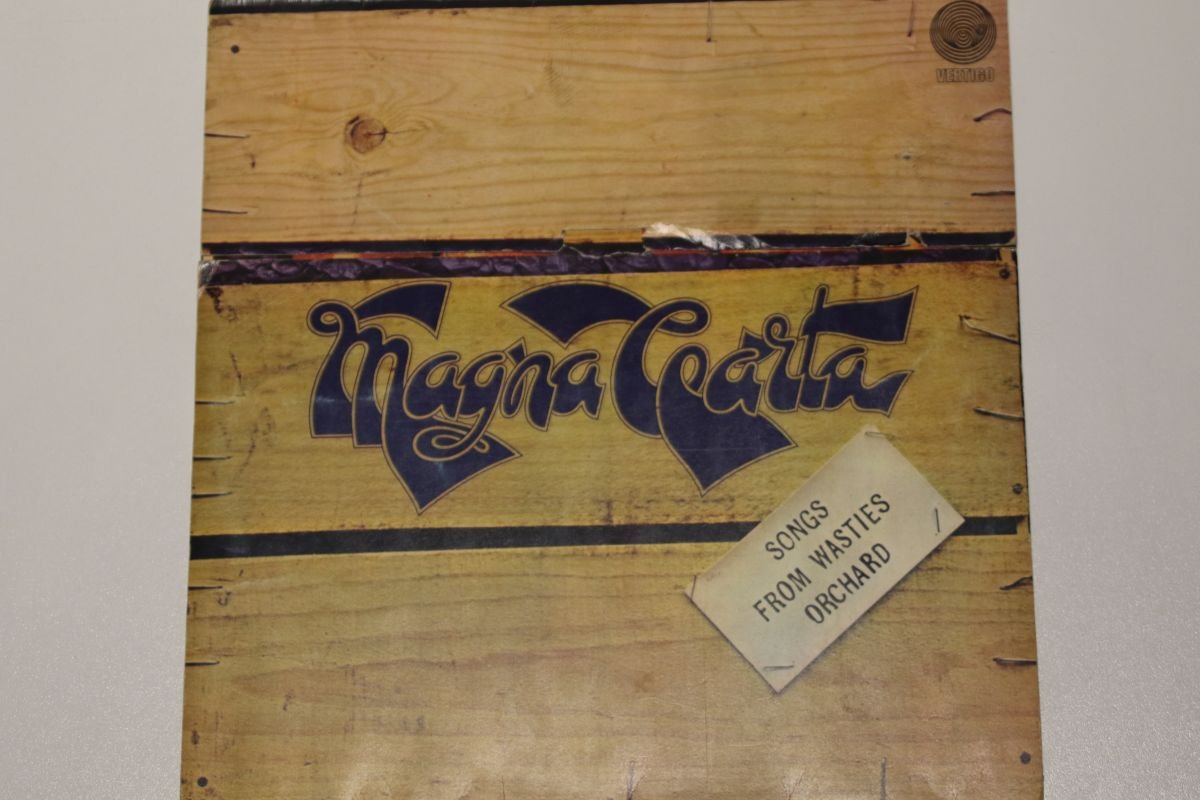 VERTIGO
Magna Carta
SONGS
FROM WASTIES
ORCHARD